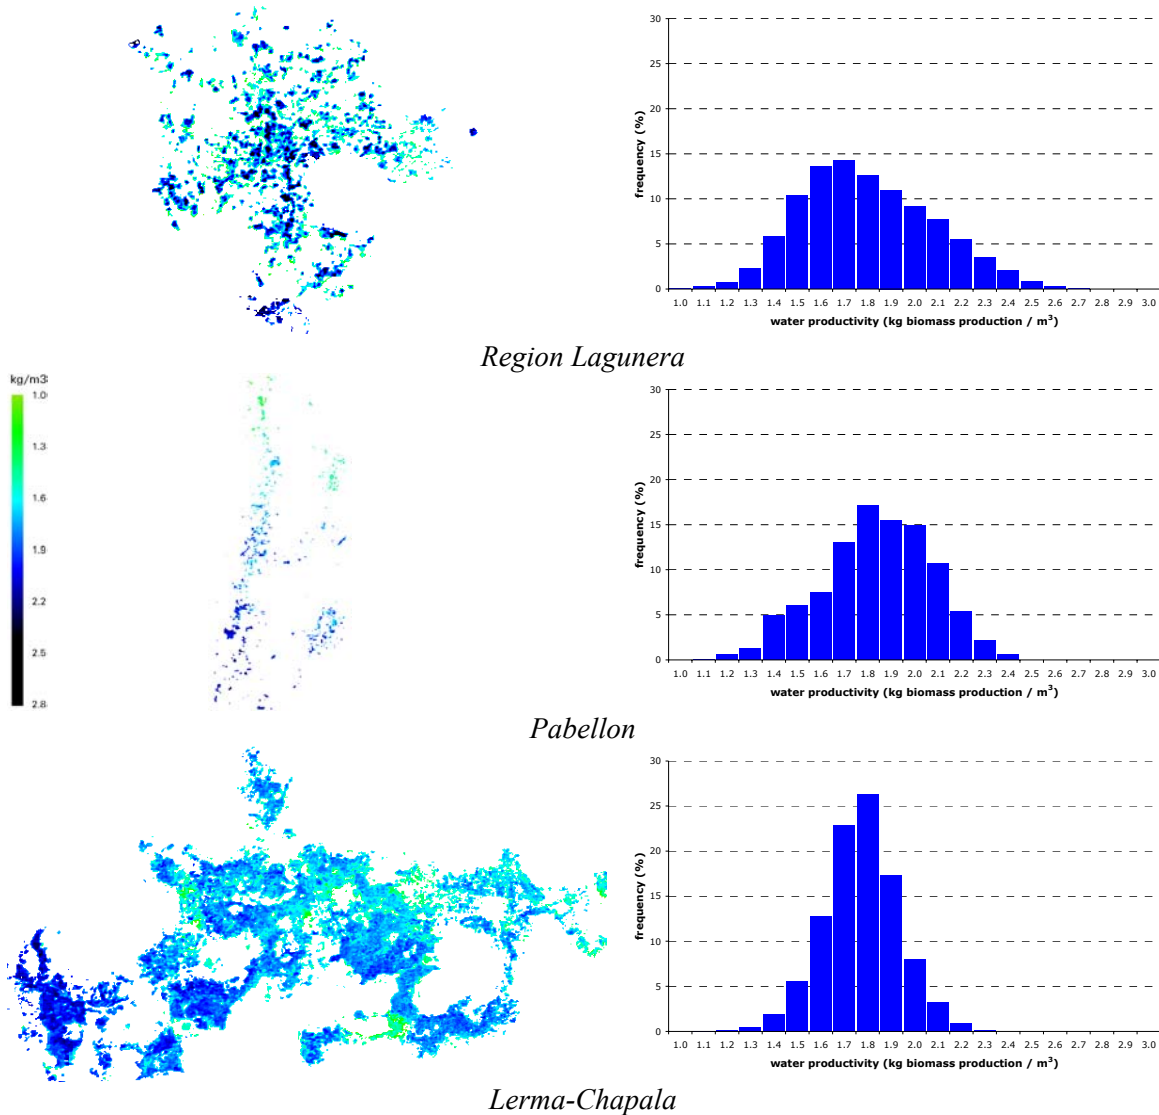 30
25
20
15
10
5
0
frequency (%)
1.0 1.1 1.2 1.3 1.4 1.5 1.6 1.7 1.8 1.9 2.0 2.1 2.2 2.3 2.4 2.5 2.6 2.7 2.8 2.9 3.0
water productivity (kg biomass production / m³)
Region Lagunera
kg/m3
1.0
1.3
1.6
1.9
2.2
2.5
2.8
30
25
20
15
10
5
0
frequency (%)
1.0 1.1 1.2 1.3 1.4 1.5 1.6 1.7 1.8 1.9 2.0 2.1 2.2 2.3 2.4 2.5 2.6 2.7 2.8 2.9 3.0
water productivity (kg biomass production / m³)
Pabellon
30
25
20
15
10
5
0
frequency (%)
1.0 1.1 1.2 1.3 1.4 1.5 1.6 1.7 1.8 1.9 2.0 2.1 2.2 2.3 2.4 2.5 2.6 2.7 2.8 2.9 3.0
water productivity (kg biomass production / m³)
Lerma-Chapala